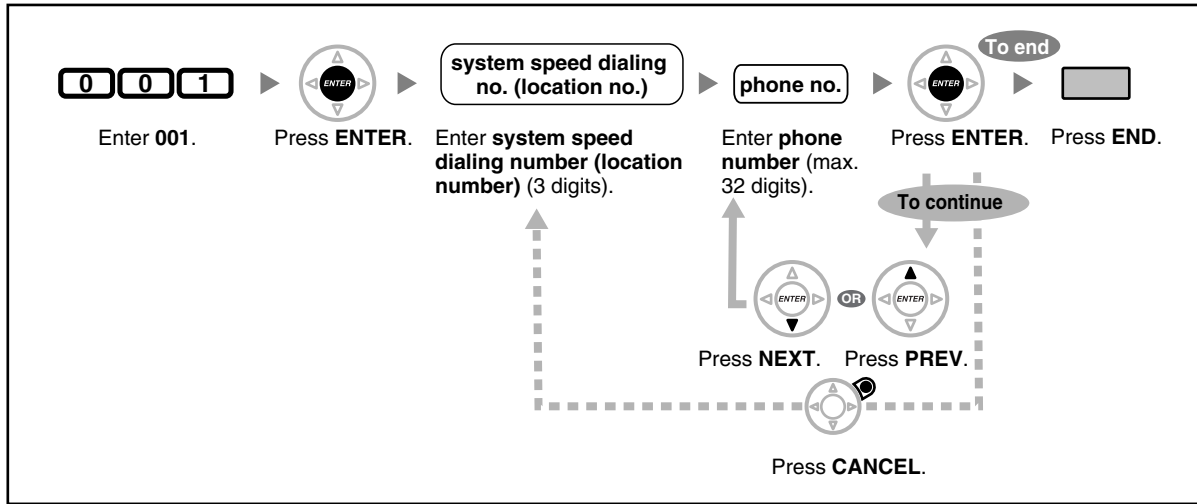 To end
0 0 1
ENTER
system speed dialing
no. (location no.)
phone no.
ENTER
Enter 001.
Press ENTER.
Enter system speed
dialing number (location
number) (3 digits).
Enter phone
number (max.
32 digits).
Press ENTER.
Press END.
To continue
ENTER
OR
ENTER
Press NEXT.
Press PREV.
Press CANCEL.